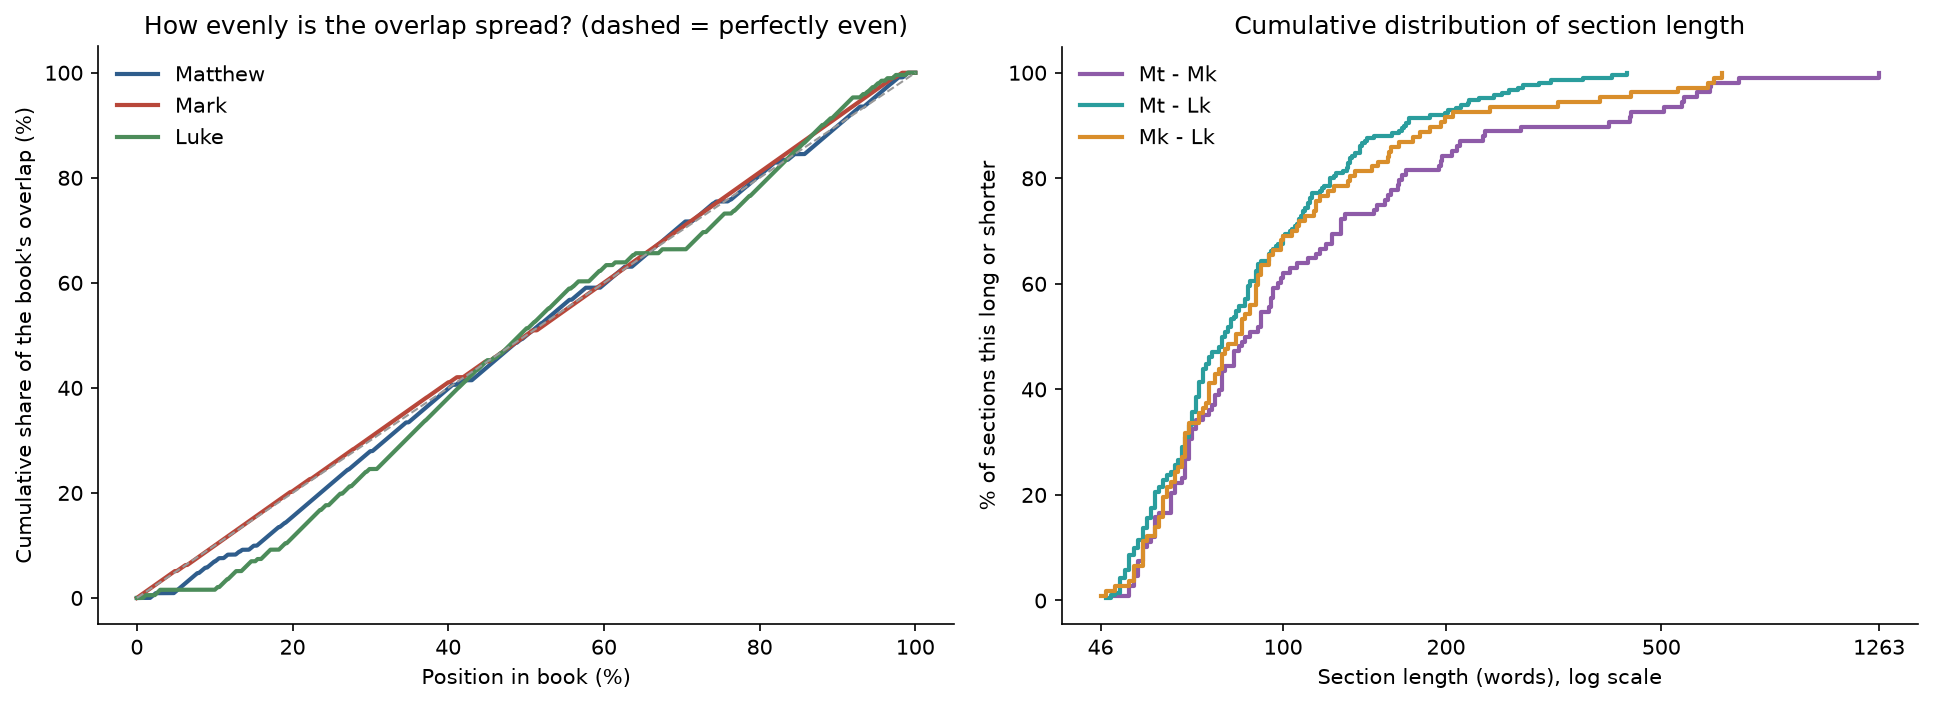 How evenly is the overlap spread? (dashed = perfectly even)
Cumulative share of the book's overlap (%)
100
80
60
40
20
0
Matthew
Mark
Luke
0 20 40 60 80 100
Position in book (%)
Cumulative distribution of section length
% of sections this long or shorter
100
80
60
40
20
0
Mt - Mk
Mt - Lk
Mk - Lk
46 100 200 500 1263
Section length (words), log scale